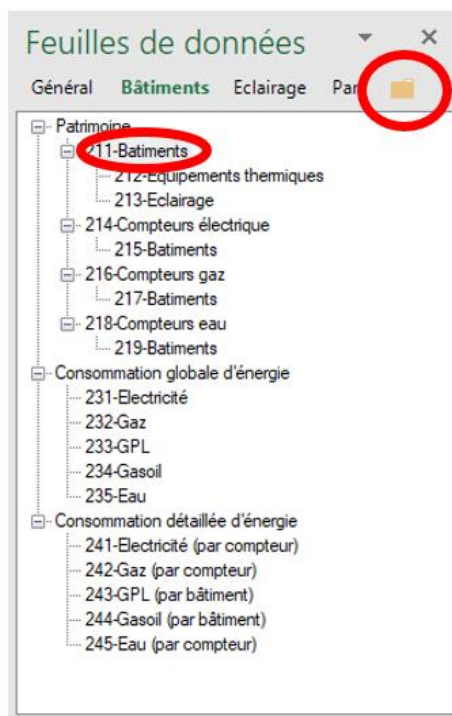 Feuilles de données
Général Bâtiments Eclairage Par
Patrimoine
211-Batiments
212-Equipements thermiques
213-Eclairage
214-Compteurs électrique
215-Batiments
216-Compteurs gaz
217-Batiments
218-Compteurs eau
219-Batiments
Consommation globale d'énergie
231-Electricité
232-Gaz
233-GPL
234-Gasoil
235-Eau
Consommation détaillée d'énergie
241-Electricité (par compteur)
242-Gaz (par compteur)
243-GPL (par bâtiment)
244-Gasoil (par bâtiment)
245-Eau (par compteur)